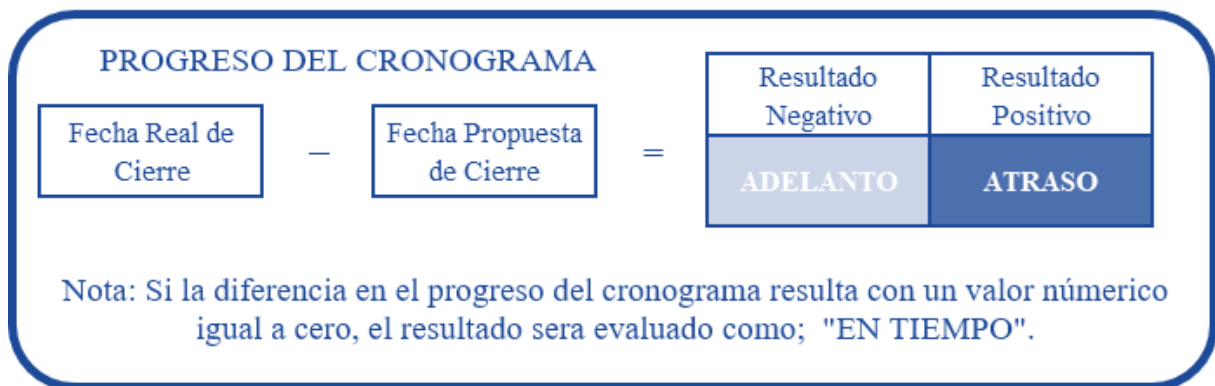 PROGRESO DEL CRONOGRAMA
Fecha Real de
Cierre
–
Fecha Propuesta
de Cierre
=
Resultado
Negativo
Resultado
Positivo
ADELANTO
ATRASO
Nota: Si la diferencia en el progreso del cronograma resulta con un valor númerico
igual a cero, el resultado sera evaluado como;  "EN TIEMPO".